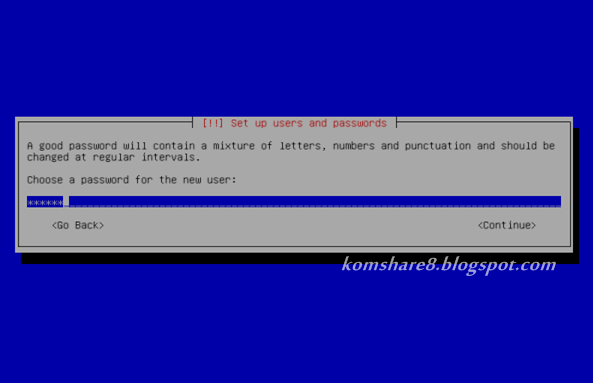 [!!] Set up users and passwords
A good password will contain a mixture of letters, numbers and punctuation and should be
changed at regular intervals.
Choose a password for the new user:
******
<Go Back> <Continue>
komshare8.blogspot.com